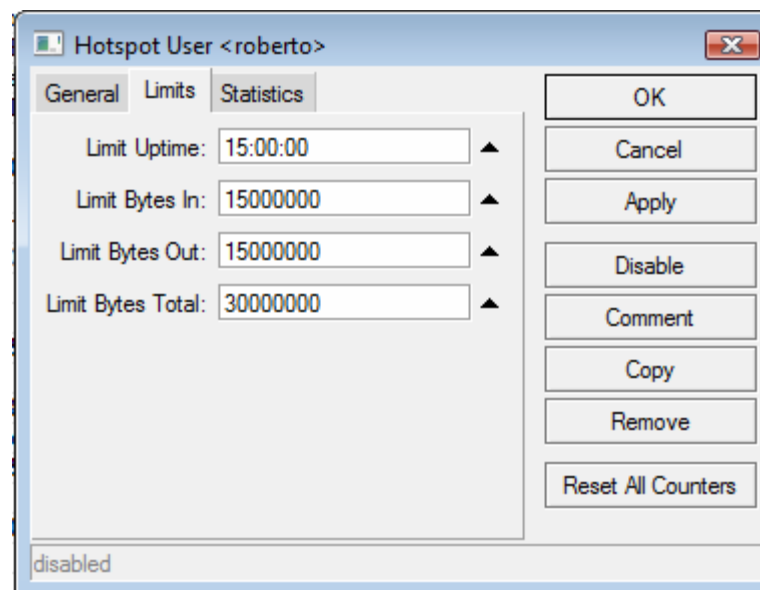 Hotspot User <roberto>
General Limits Statistics
Limit Uptime: 15:00:00
Limit Bytes In: 15000000
Limit Bytes Out: 15000000
Limit Bytes Total: 30000000
OK
Cancel
Apply
Disable
Comment
Copy
Remove
Reset All Counters
disabled